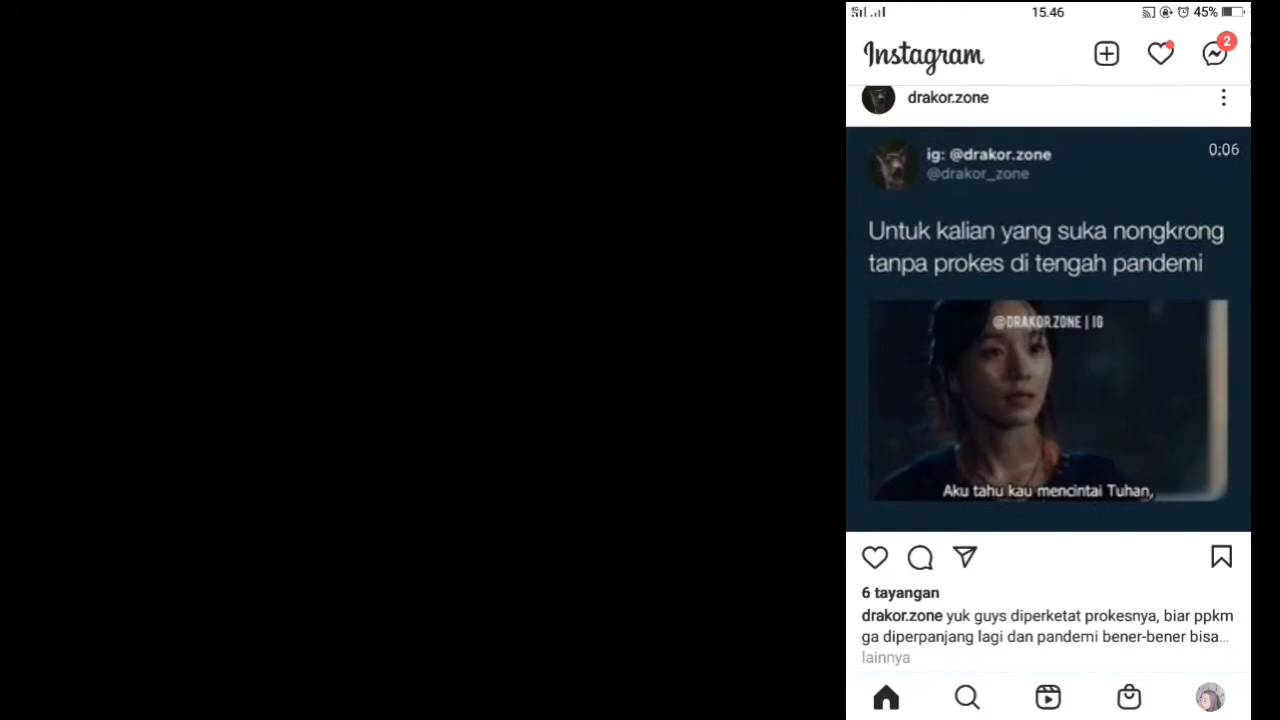 15.46
45%
Instagram
2
drakor.zone
ig: @drakor.zone
0:06
@drakor_zone
Untuk kalian yang suka nongkrong
tanpa prokes di tengah pandemi
@DRAKOR.ZONE | IG
Aku tahu kau mencintai Tuhan,
6 tayangan
drakor.zone yuk guys diperketat prokesnya, biar ppkm
ga diperpanjang lagi dan pandemi bener-bener bisa...
lainnya